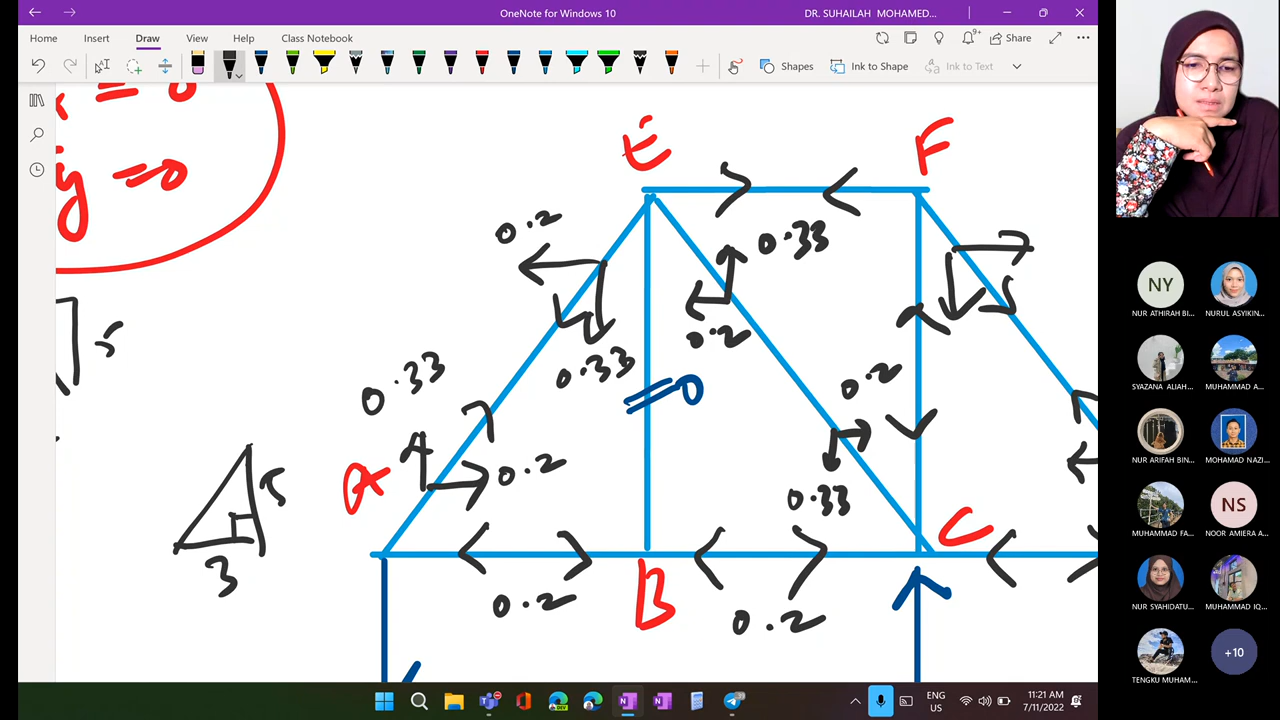 OneNote for Windows 10
DR. SUHAILAH MOHAMED...
Home Insert Draw View Help Class Notebook
9+
Share
Shapes
Ink to Shape
Ink to Text
= 0
y = 0
E
F
0.2
0.33
0.33
0.2
5
0.33
0.2
=0
A
0.2
0.33
5
3
C
B
0.2
0.2
NY
NUR ATHIRAH BI...
NURUL ASYIKIN...
SYAZANA ALIAH...
MUHAMMAD A...
NUR ARIFAH BIN...
MOHAMAD NAZI...
NS
MUHAMMAD FA...
NOOR AMIERA A...
NUR SYAHIDATU...
MUHAMMAD IQ...
TENGKU MUHAM...
+10
ENG
US
11:21 AM
7/11/2022